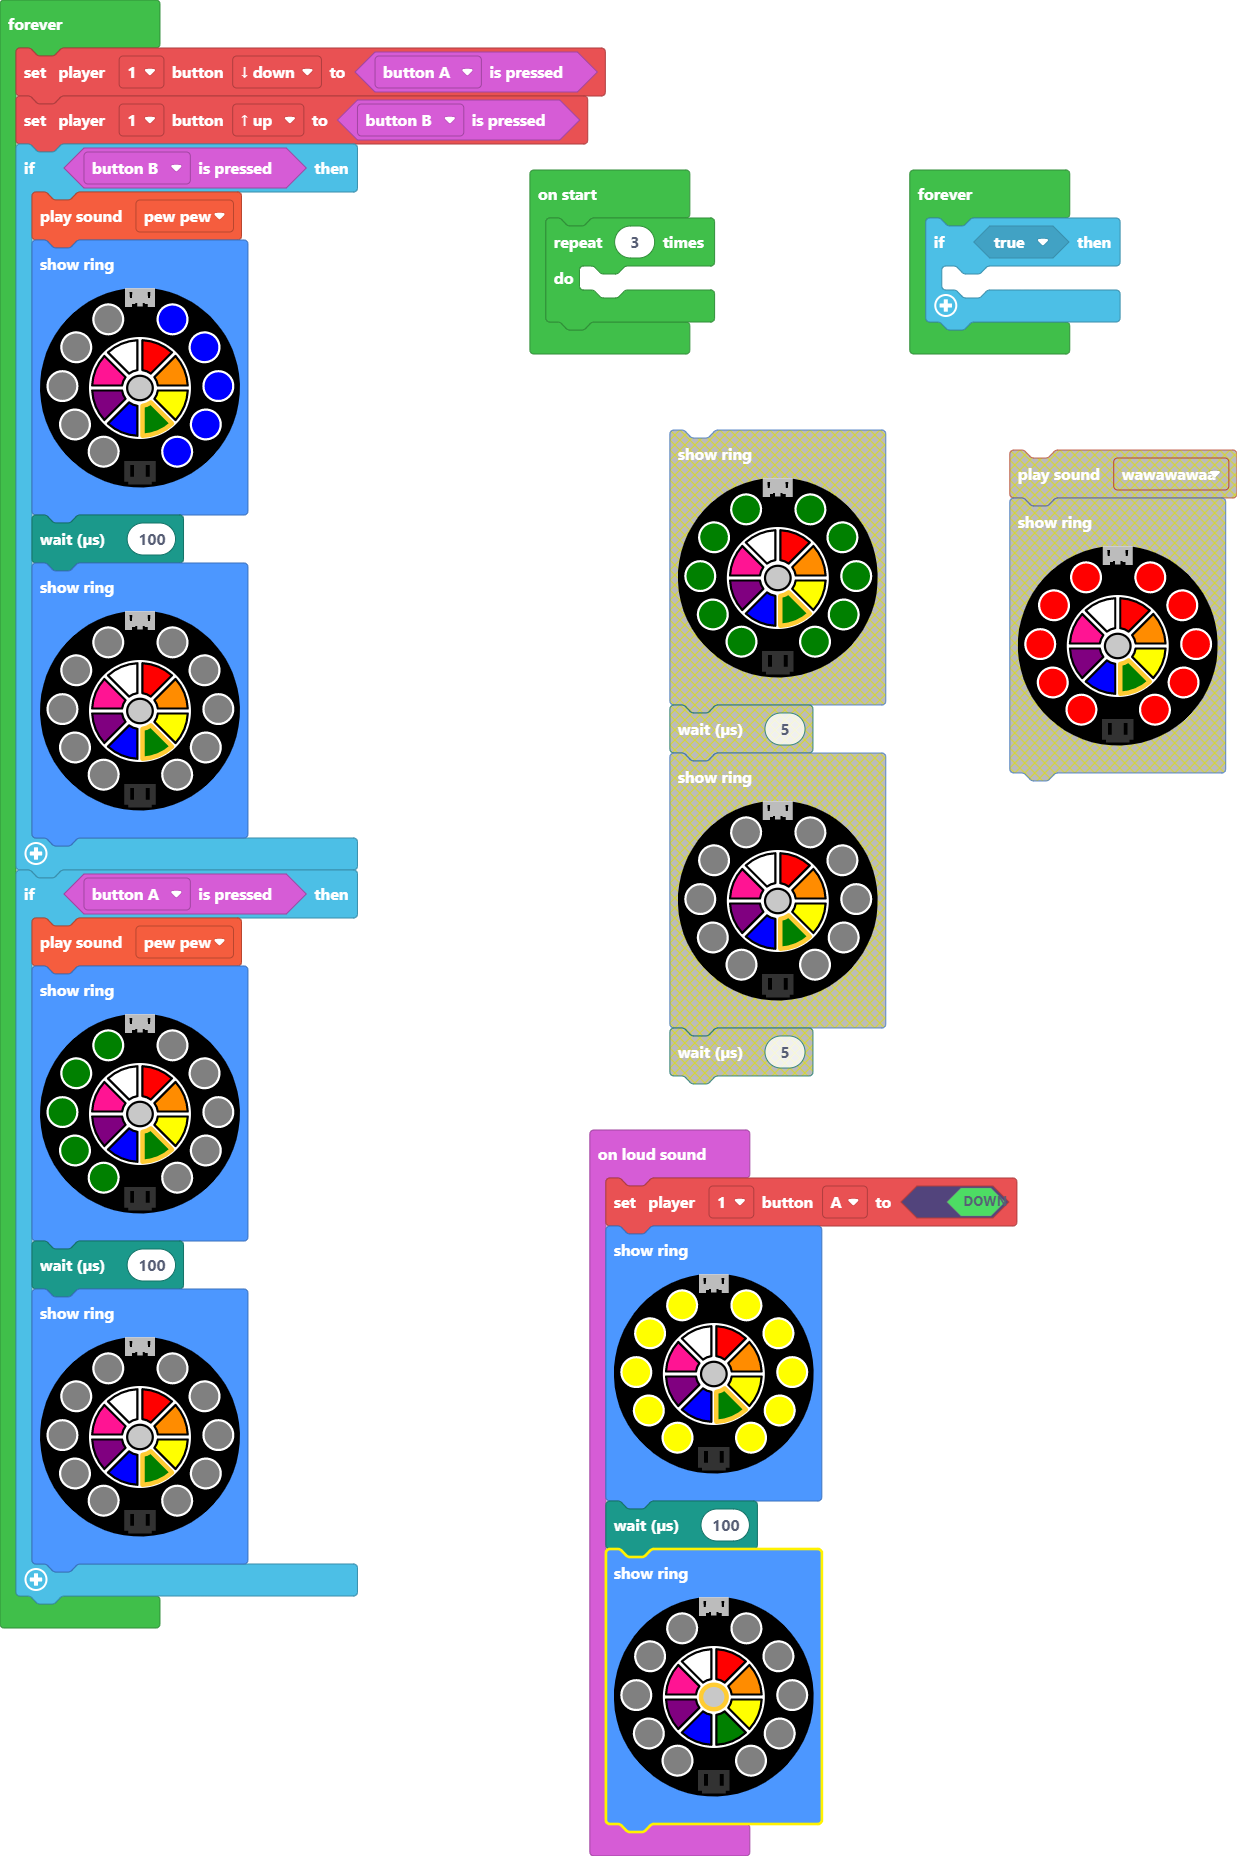 forever
set player 1 button ↓ down to button A is pressed
set player 1 button ↑ up to button B is pressed
if button B is pressed then
play sound pew pew
show ring
wait (µs) 100
show ring
if button A is pressed then
play sound pew pew
show ring
wait (µs) 100
show ring
on start
repeat 3 times
do
forever
if true then
show ring
wait (µs) 5
show ring
wait (µs) 5
play sound wawawawaa
show ring
on loud sound
set player 1 button A to DOWN
show ring
wait (µs) 100
show ring